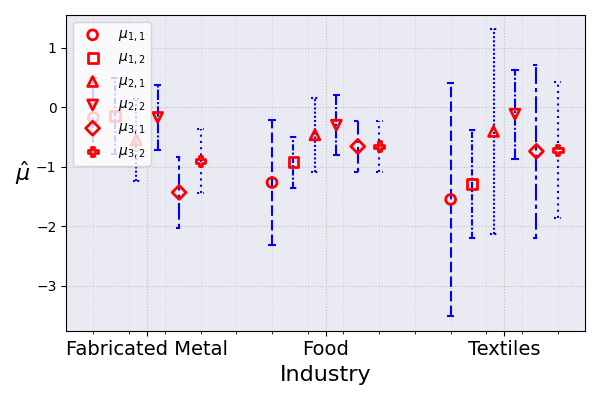 μ1,1
μ1,2
μ2,1
μ2,2
μ3,1
μ3,2
1
0
−1
−2
−3
μ̂
Fabricated Metal Food Textiles
Industry